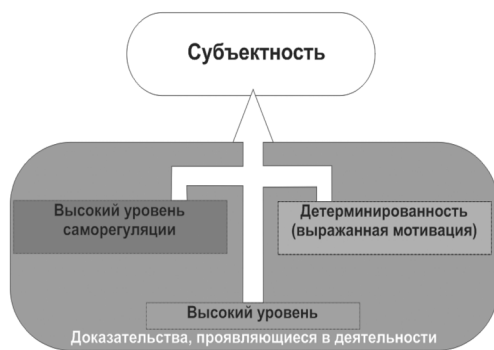 Субъектность
Высокий уровень
саморегуляции
Детерминированность
(выражанная мотивация)
Высокий уровень
Доказательства, проявляющиеся в деятельности